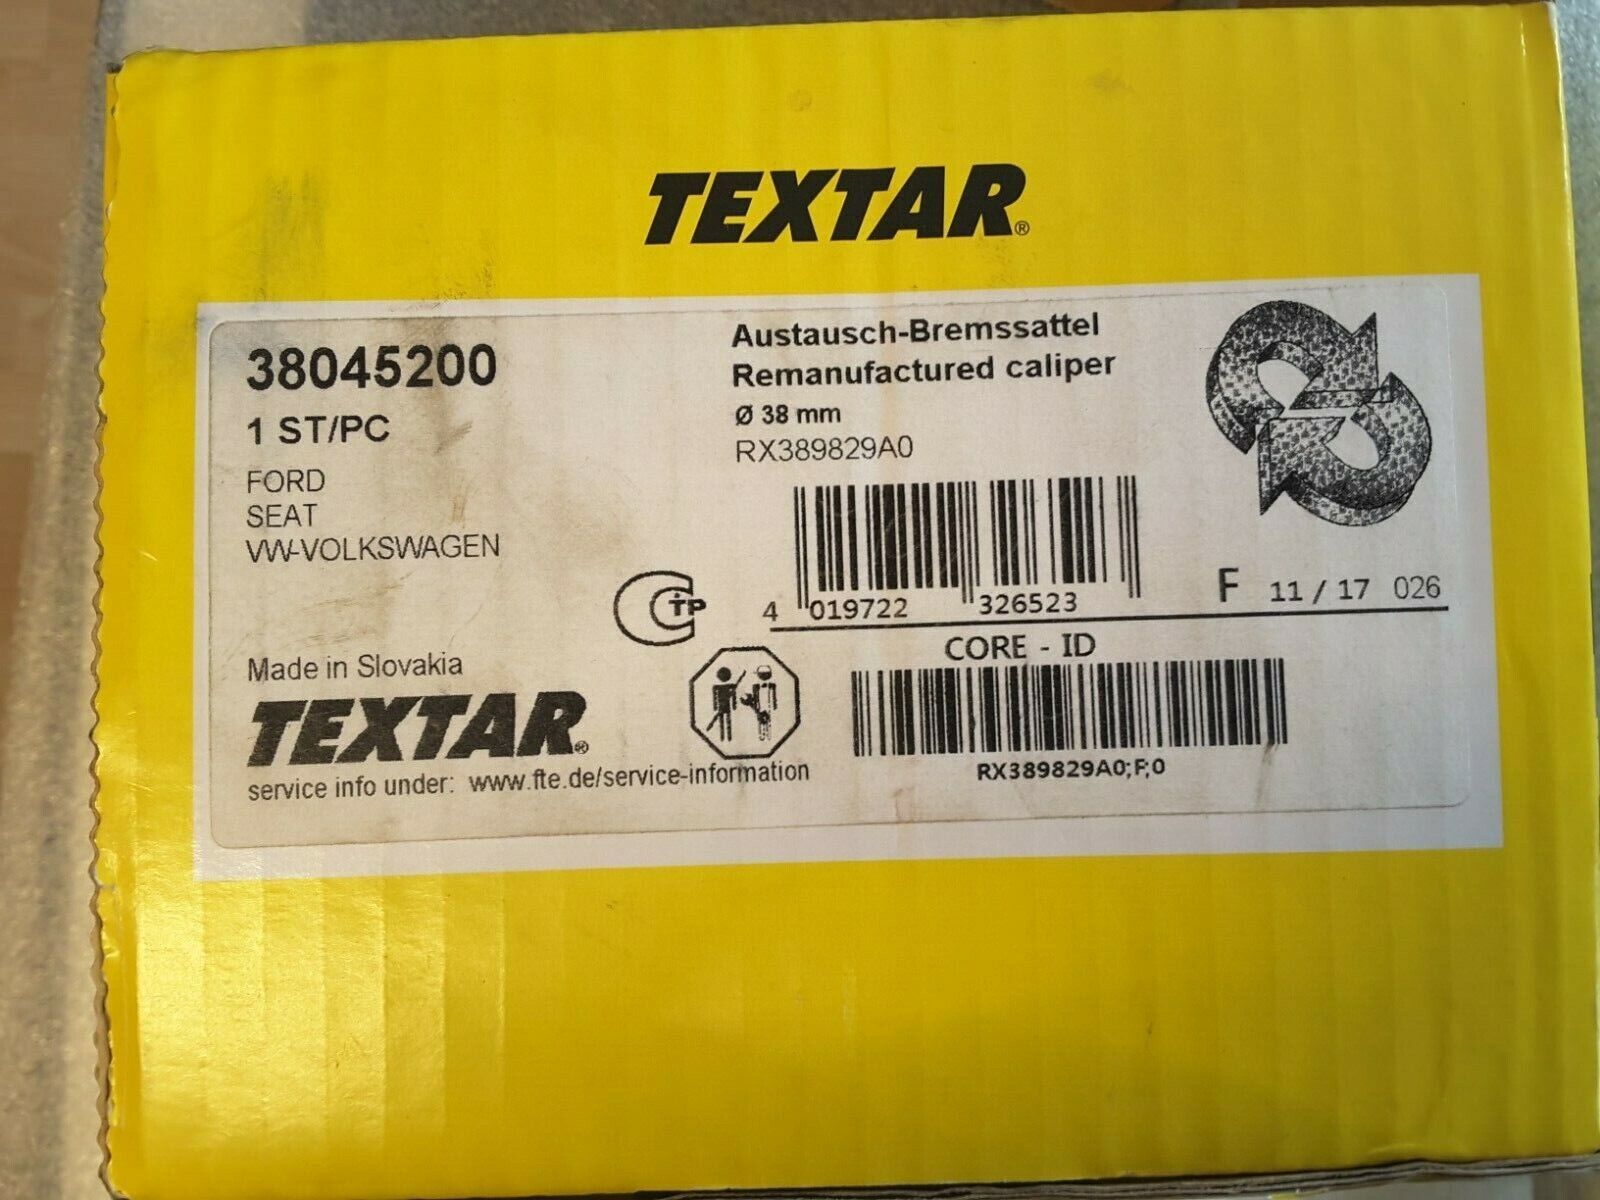 TEXTAR®
38045200
1 ST/PC
FORD
SEAT
VW-VOLKSWAGEN
Austausch-Bremssattel
Remanufactured caliper
Ø 38 mm
RX389829A0
4 019722 326523
F 11 / 17 026
CORE - ID
RX389829A0;F;0
Made in Slovakia
TEXTAR®
service info under: www.fte.de/service-information